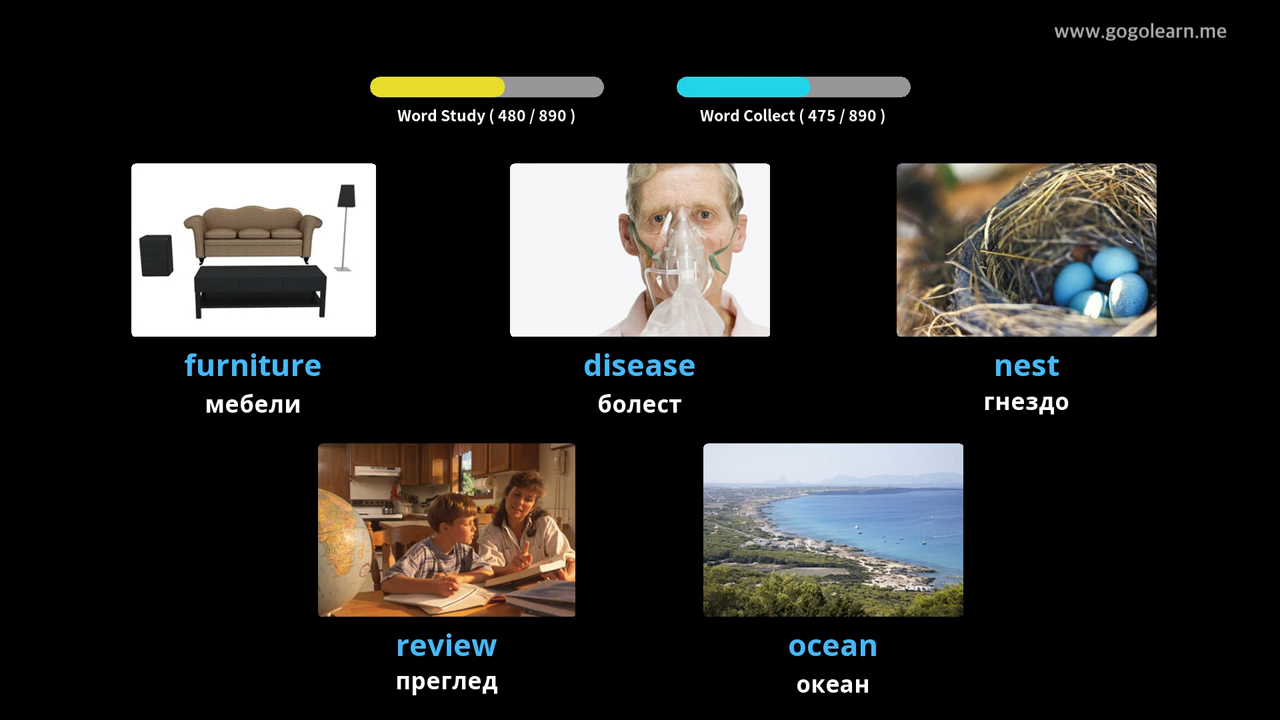 www.gogolearn.me
Word Study ( 480 / 890 )
Word Collect ( 475 / 890 )
furniture
мебели
disease
болест
nest
гнездо
review
преглед
ocean
океан